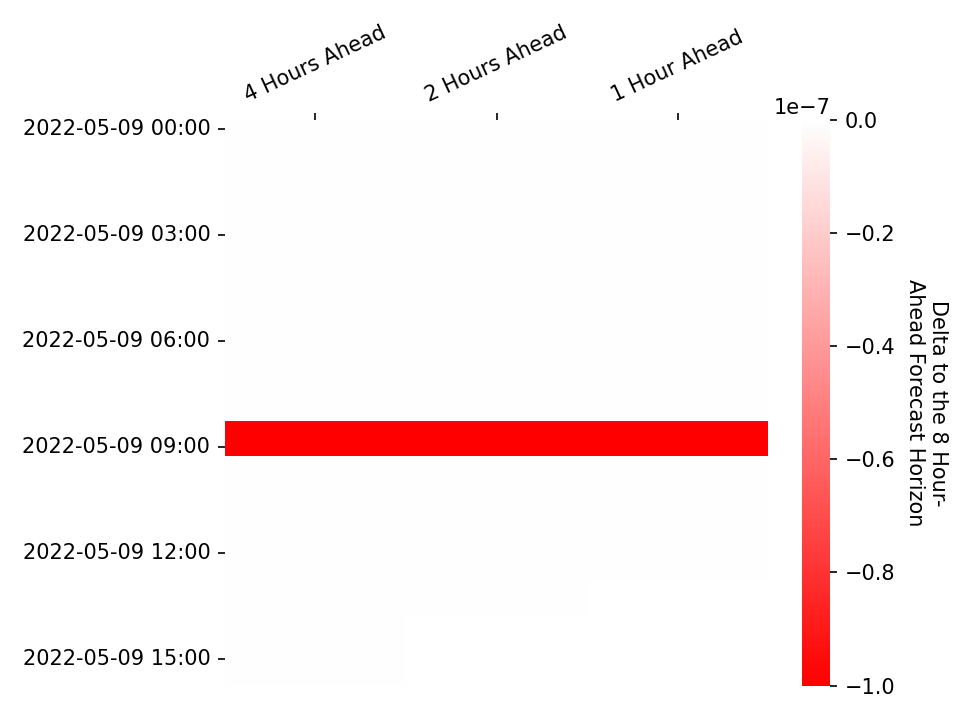 4 Hours Ahead
2 Hours Ahead
1 Hour Ahead
2022-05-09 00:00
2022-05-09 03:00
2022-05-09 06:00
2022-05-09 09:00
2022-05-09 12:00
2022-05-09 15:00
1e−7
0.0
−0.2
−0.4
−0.6
−0.8
−1.0
Delta to the 8 Hour-
Ahead Forecast Horizon